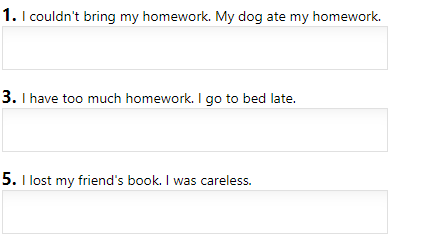 1. I couldn't bring my homework. My dog ate my homework.
3. I have too much homework. I go to bed late.
5. I lost my friend's book. I was careless.